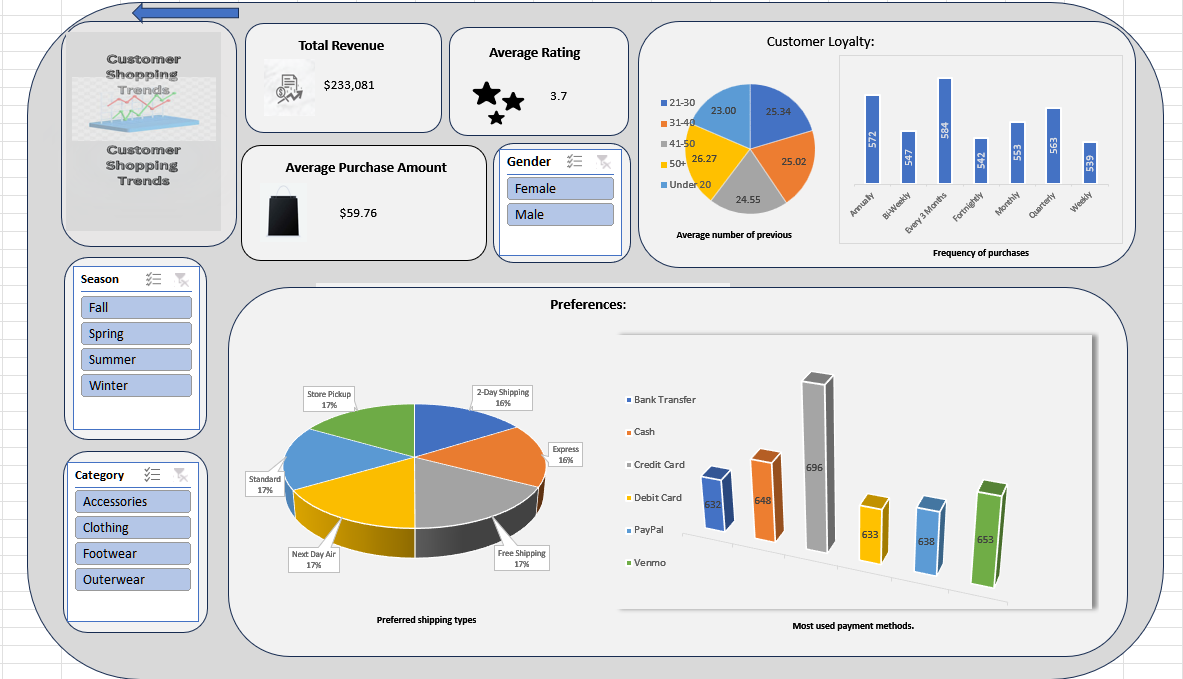 Customer
Shopping
Trends
Customer
Shopping
Trends
Total Revenue
$233,081
Average Rating
3.7
Average Purchase Amount
$59.76
Gender
Female
Male
Customer Loyalty:
21-30
31-40
41-50
50+
Under 20
23.00
25.34
26.27
25.02
24.55
Average number of previous
572
547
584
542
553
563
539
Annually
Bi-Weekly
Every 3 Months
Fortnightly
Monthly
Quarterly
Weekly
Frequency of purchases
Season
Fall
Spring
Summer
Winter
Category
Accessories
Clothing
Footwear
Outerwear
Preferences:
Store Pickup
17%
2-Day Shipping
16%
Express
16%
Standard
17%
Next Day Air
17%
Free Shipping
17%
Preferred shipping types
Bank Transfer
Cash
Credit Card
Debit Card
PayPal
Venmo
632
648
696
633
638
653
Most used payment methods.